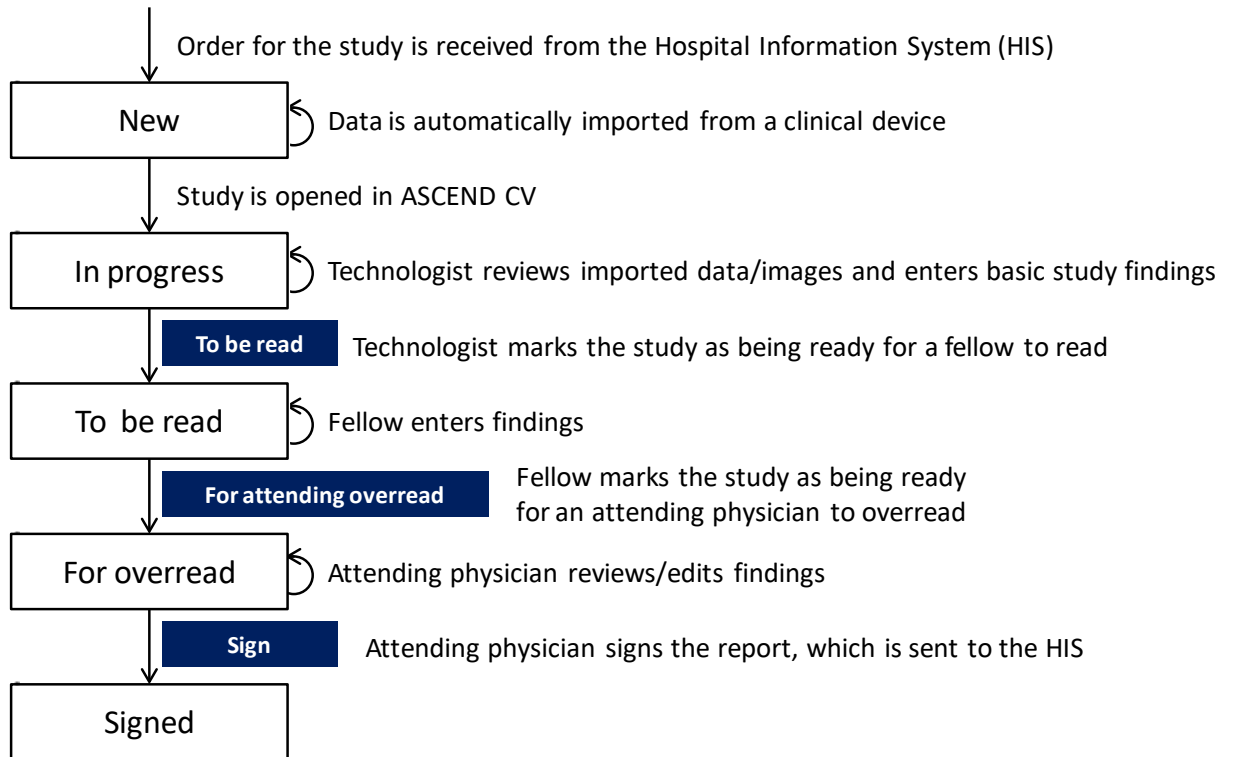 Order for the study is received from the Hospital Information System (HIS)
New
Data is automatically imported from a clinical device
Study is opened in ASCEND CV
In progress
Technologist reviews imported data/images and enters basic study findings
To be read
Technologist marks the study as being ready for a fellow to read
To be read
Fellow enters findings
For attending overread
Fellow marks the study as being ready
for an attending physician to overread
For overread
Attending physician reviews/edits findings
Sign
Attending physician signs the report, which is sent to the HIS
Signed